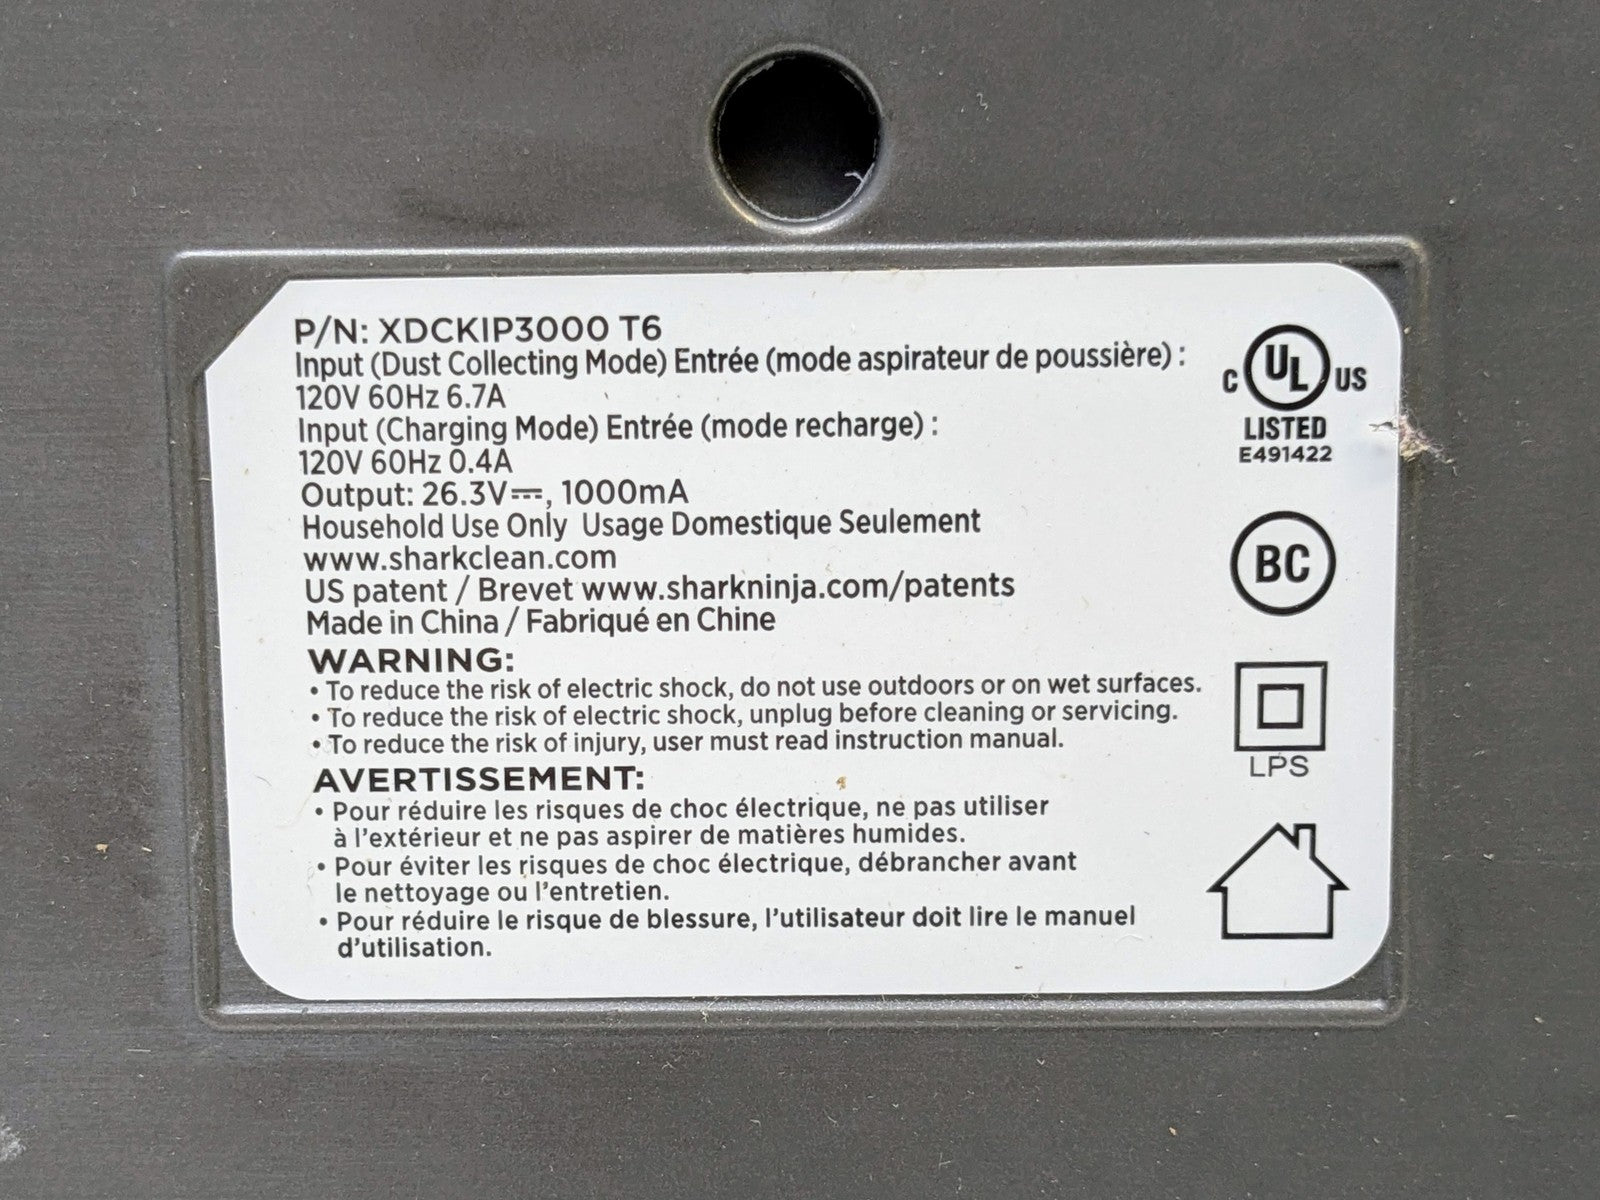 P/N: XDCKIP3000 T6
Input (Dust Collecting Mode) Entrée (mode aspirateur de poussière) :
120V 60Hz 6.7A
Input (Charging Mode) Entrée (mode recharge) :
120V 60Hz 0.4A
Output: 26.3V⎓, 1000mA
Household Use Only Usage Domestique Seulement
www.sharkclean.com
US patent / Brevet www.sharkninja.com/patents
Made in China / Fabriqué en Chine
WARNING:
• To reduce the risk of electric shock, do not use outdoors or on wet surfaces.
• To reduce the risk of electric shock, unplug before cleaning or servicing.
• To reduce the risk of injury, user must read instruction manual.
AVERTISSEMENT:
• Pour réduire les risques de choc électrique, ne pas utiliser
à l'extérieur et ne pas aspirer de matières humides.
• Pour éviter les risques de choc électrique, débrancher avant
le nettoyage ou l'entretien.
• Pour réduire le risque de blessure, l'utilisateur doit lire le manuel
d'utilisation.
C UL US
LISTED
E491422
BC
LPS